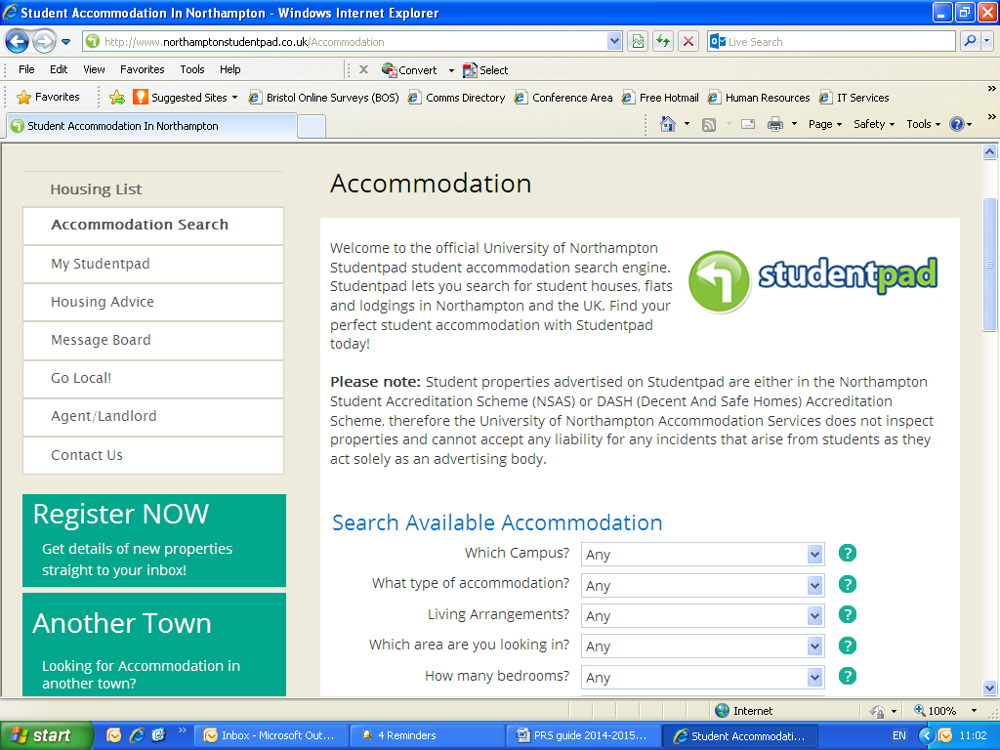 Student Accommodation In Northampton - Windows Internet Explorer
http://www.northamptonstudentpad.co.uk/Accommodation
Live Search
File Edit View Favorites Tools Help
Convert
Select
Favorites
Suggested Sites
Bristol Online Surveys (BOS)
Comms Directory
Conference Area
Free Hotmail
Human Resources
IT Services
Student Accommodation In Northampton
Page Safety Tools
Housing List
Accommodation Search
My Studentpad
Housing Advice
Message Board
Go Local!
Agent/Landlord
Contact Us
Register NOW
Get details of new properties
straight to your inbox!
Another Town
Looking for Accommodation in
another town?
Accommodation
Welcome to the official University of Northampton
Studentpad student accommodation search engine.
Studentpad lets you search for student houses, flats
and lodgings in Northampton and the UK. Find your
perfect student accommodation with Studentpad
today!
studentpad
Please note: Student properties advertised on Studentpad are either in the Northampton
Student Accreditation Scheme (NSAS) or DASH (Decent And Safe Homes) Accreditation
Scheme, therefore the University of Northampton Accommodation Services does not inspect
properties and cannot accept any liability for any incidents that arise from students as they
act solely as an advertising body.
Search Available Accommodation
Which Campus? Any ?
What type of accommodation? Any ?
Living Arrangements? Any ?
Which area are you looking in? Any ?
How many bedrooms? Any ?
Internet
100%
start
Inbox - Microsoft Out...
4 Reminders
PRS guide 2014-2015...
Student Accommodati...
EN
11:02